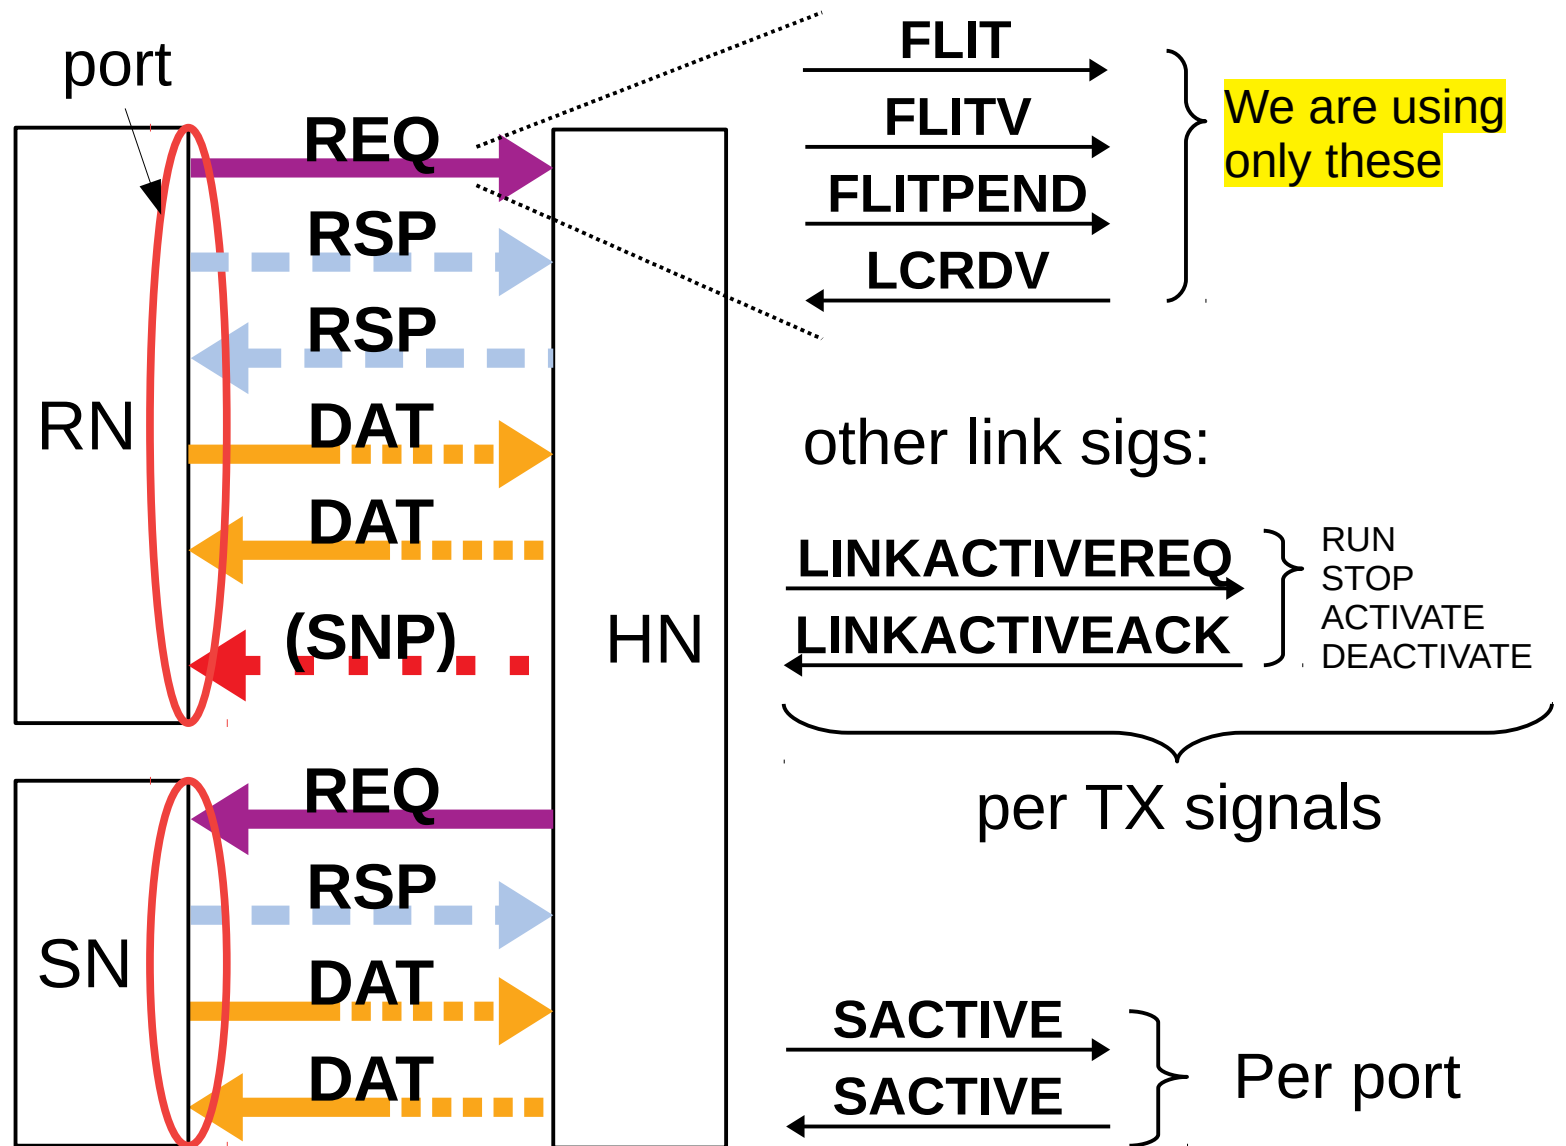 port
REQ
RSP
RSP
RN
DAT
DAT
(SNP)
HN
REQ
RSP
SN
DAT
DAT
FLIT
FLITV
FLITPEND
LCRDV
We are using
only these
other link sigs:
LINKACTIVEREQ
LINKACTIVEACK
RUN
STOP
ACTIVATE
DEACTIVATE
per TX signals
SACTIVE
SACTIVE
Per port